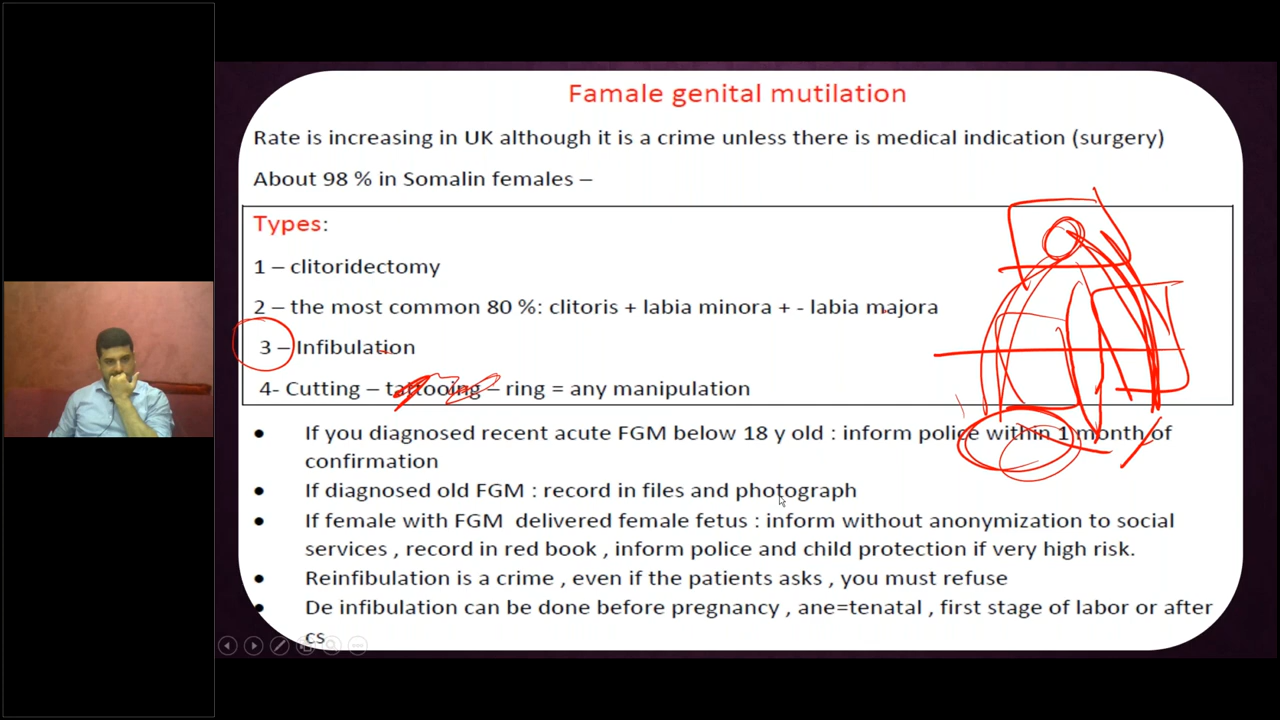 Famale genital mutilation
Rate is increasing in UK although it is a crime unless there is medical indication (surgery)
About 98 % in Somalin females –
Types:
1 – clitoridectomy
2 – the most common 80 %: clitoris + labia minora + - labia majora
3 – Infibulation
4- Cutting – tattooing – ring = any manipulation
● If you diagnosed recent acute FGM below 18 y old : inform police within 1 month of
confirmation
● If diagnosed old FGM : record in files and photograph
● If female with FGM delivered female fetus : inform without anonymization to social
services , record in red book , inform police and child protection if very high risk.
● Reinfibulation is a crime , even if the patients asks , you must refuse
● De infibulation can be done before pregnancy , ane=tenatal , first stage of labor or after
cs